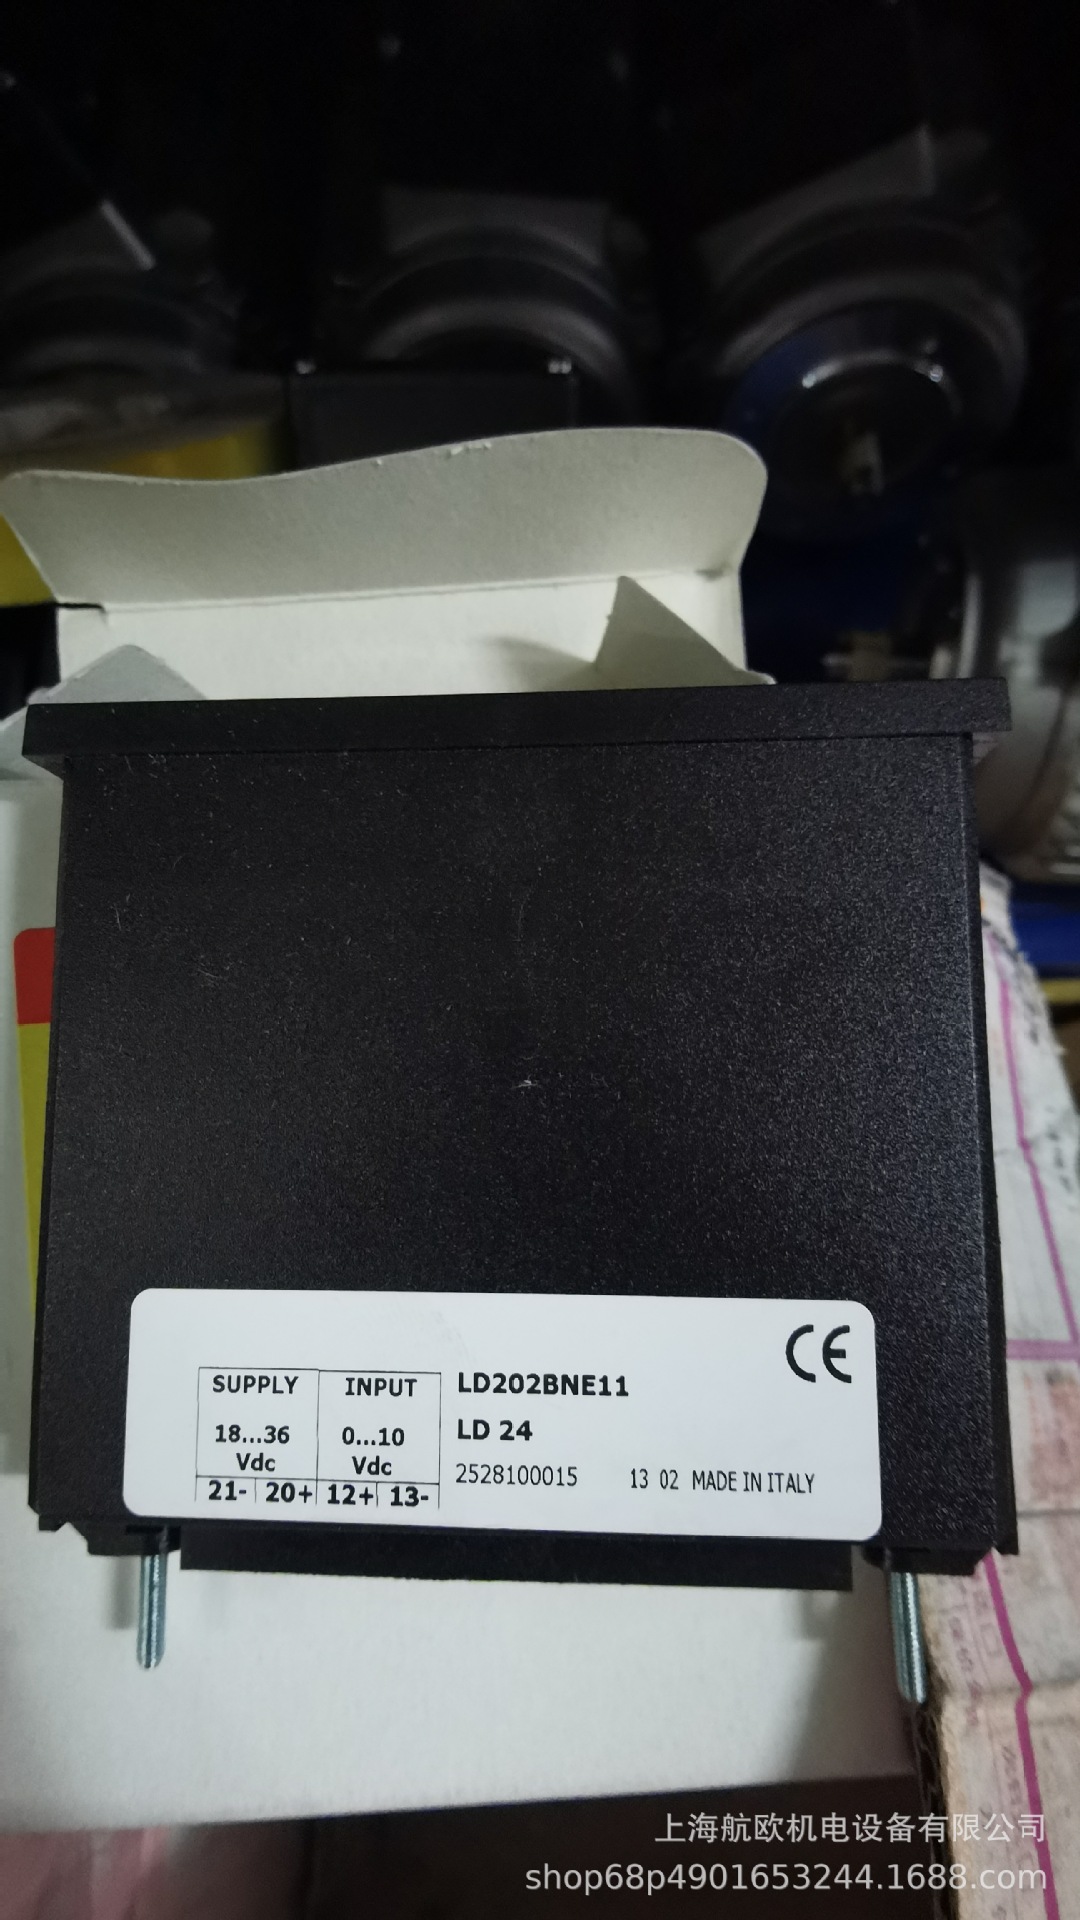 CE
SUPPLY INPUT LD202BNE11
18...36 0...10 LD 24
Vdc Vdc
21- 20+ 12+ 13- 2528100015 13 02 MADE IN ITALY
上海航欧机电设备有限公司
shop68p4901653244.1688.com